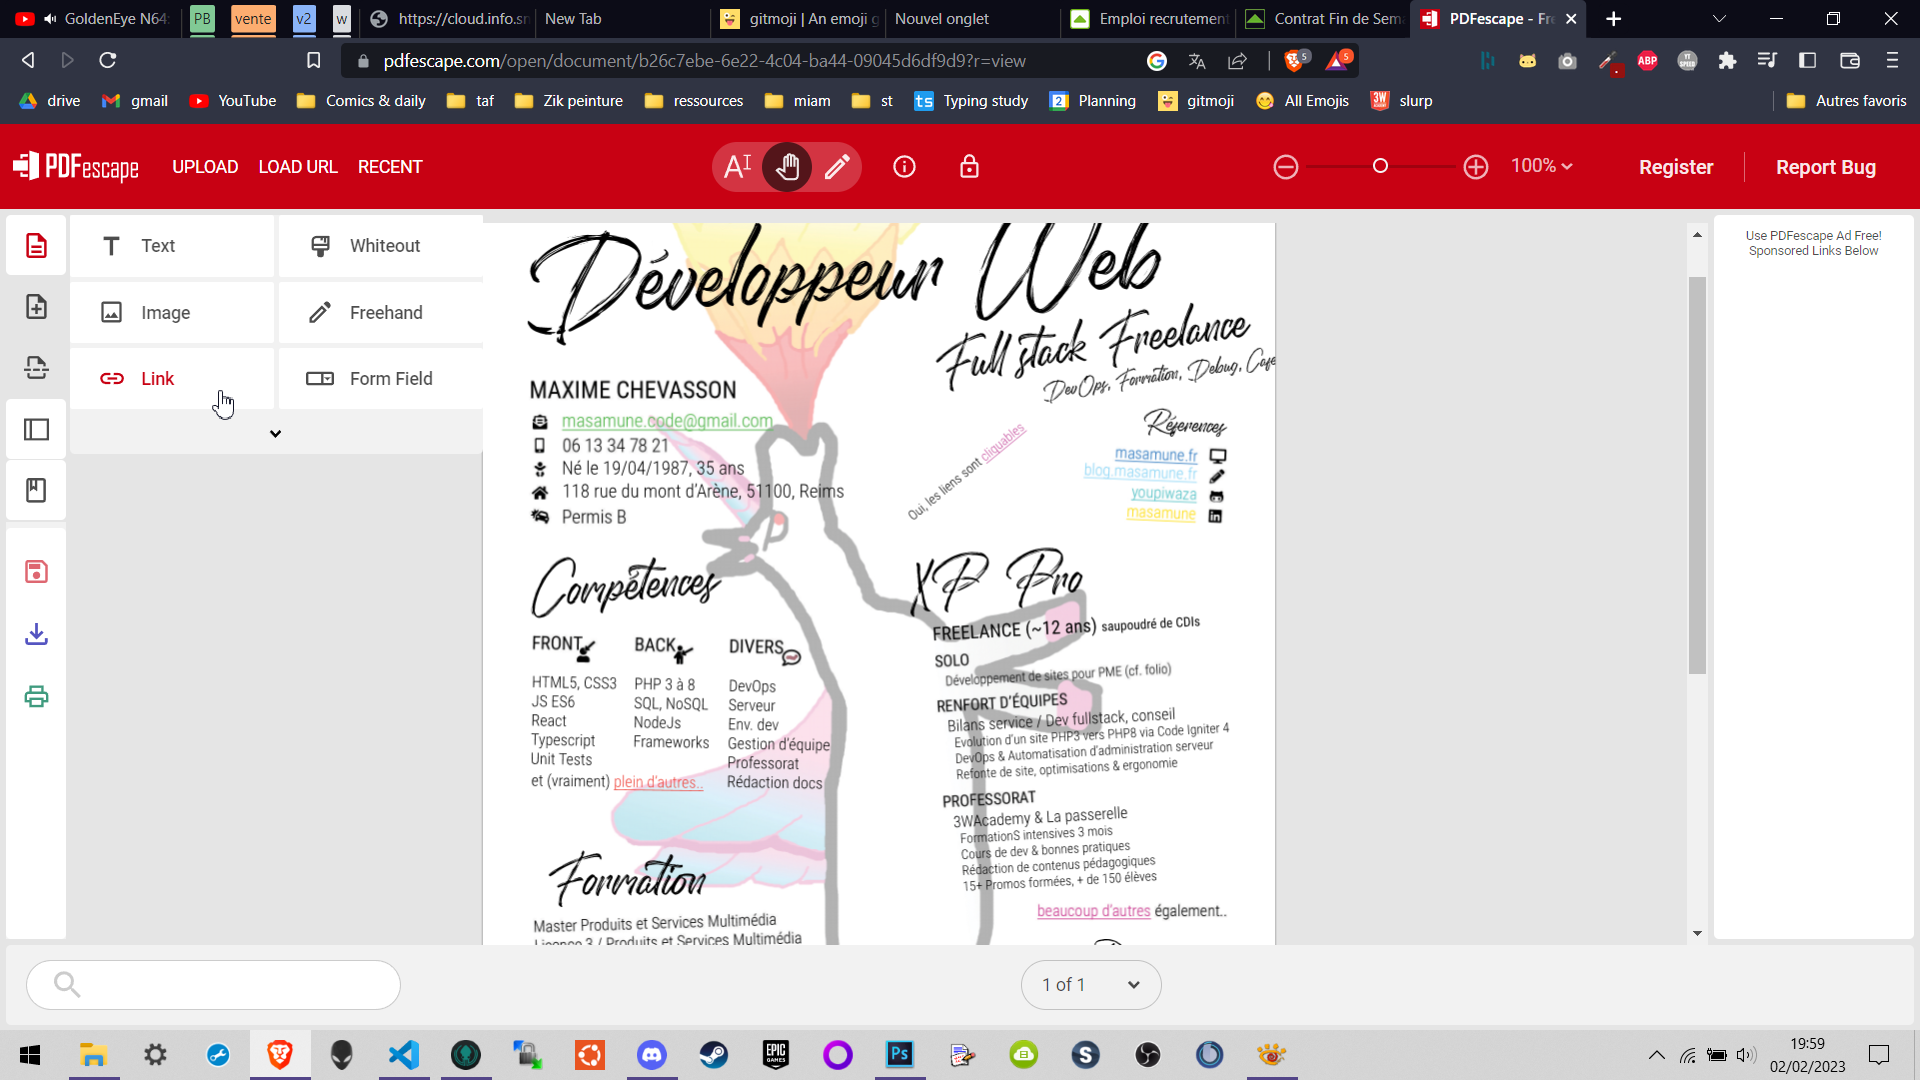 GoldenEye N64:
PB
vente
v2
w
https://cloud.info.sn
New Tab
gitmoji | An emoji g
Nouvel onglet
Emploi recrutement
Contrat Fin de Sem
PDFescape - Fre
pdfescape.com/open/document/b26c7ebe-6e22-4c04-ba44-09045d6df9d9?r=view
5
5
ABP
drive
gmail
YouTube
Comics & daily
taf
Zik peinture
ressources
miam
st
ts
Typing study
2
Planning
gitmoji
All Emojis
slurp
Autres favoris
PDFescape
UPLOAD
LOAD URL
RECENT
100%
Register
Report Bug
Text
Whiteout
Image
Freehand
Link
Form Field
Use PDFescape Ad Free!
Sponsored Links Below
Développeur Web
Full stack Freelance
DevOps, Formation, Debug, Café
MAXIME CHEVASSON
masamune.code@gmail.com
06 13 34 78 21
Né le 19/04/1987, 35 ans
118 rue du mont d'Arène, 51100, Reims
Permis B
Oui, les liens sont cliquables
Réferences
masamune.fr
blog.masamune.fr
youpiwaza
masamune
Compétences
FRONT
HTML5, CSS3
JS ES6
React
Typescript
Unit Tests
BACK
PHP 3 à 8
SQL, NoSQL
NodeJs
Frameworks
DIVERS
DevOps
Serveur
Env. dev
Gestion d'équipe
Professorat
Rédaction docs
et (vraiment) plein d'autres..
XP Pro
FREELANCE (~12 ans) saupoudré de CDIs
SOLO
Développement de sites pour PME (cf. folio)
RENFORT D'ÉQUIPES
Bilans service / Dev fullstack, conseil
Evolution d'un site PHP3 vers PHP8 via Code Igniter 4
DevOps & Automatisation d'administration serveur
Refonte de site, optimisations & ergonomie
PROFESSORAT
3WAcademy & La passerelle
FormationS intensives 3 mois
Cours de dev & bonnes pratiques
Rédaction de contenus pédagogiques
15+ Promos formées, + de 150 élèves
beaucoup d'autres également..
Formation
Master Produits et Services Multimédia
Licence 3 / Produits et Services Multimédia
1 of 1
Ps
EPIC GAMES
19:59
02/02/2023